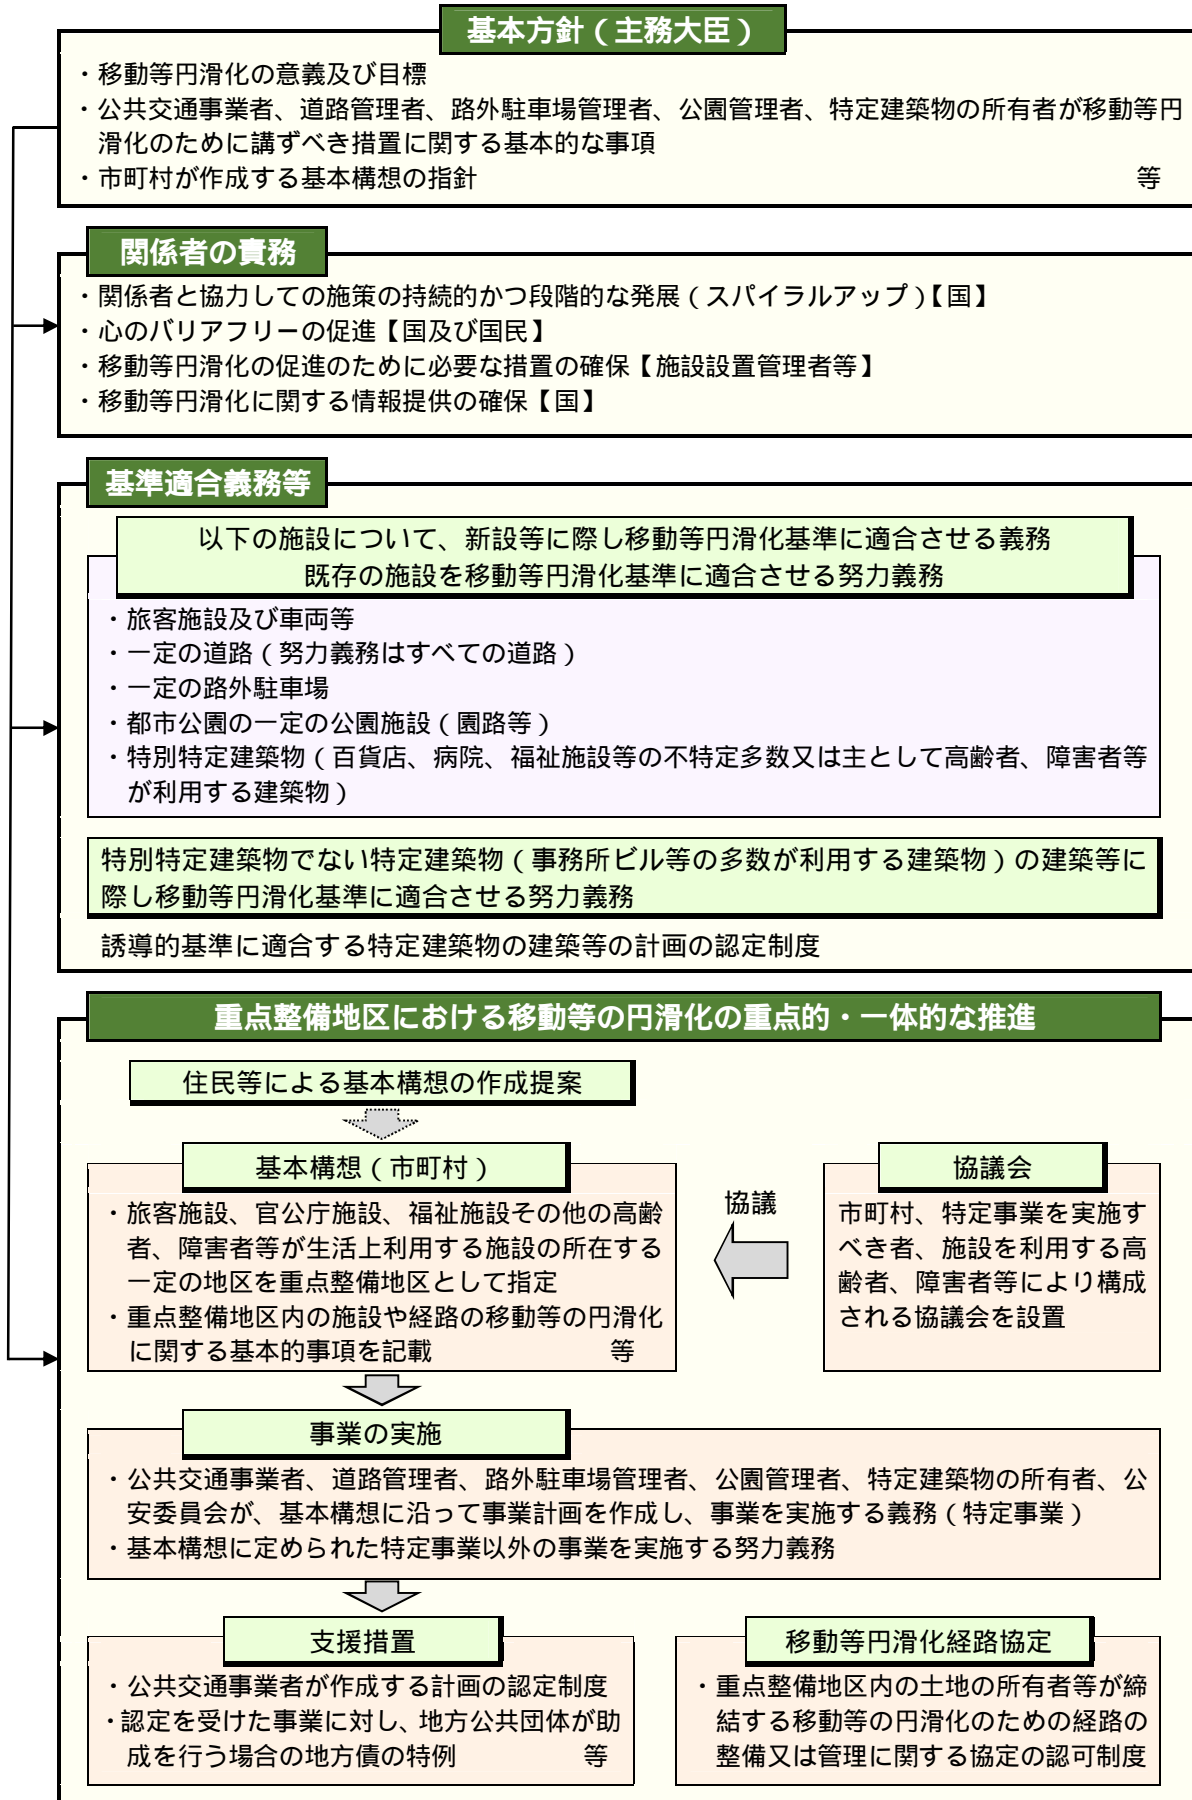 基本方針（主務大臣）
・移動等円滑化の意義及び目標
・公共交通事業者、道路管理者、路外駐車場管理者、公園管理者、特定建築物の所有者が移動等円
滑化のために講ずべき措置に関する基本的な事項
・市町村が作成する基本構想の指針 等
関係者の責務
・関係者と協力しての施策の持続的かつ段階的な発展（スパイラルアップ）【国】
・心のバリアフリーの促進【国及び国民】
・移動等円滑化の促進のために必要な措置の確保【施設設置管理者等】
・移動等円滑化に関する情報提供の確保【国】
基準適合義務等
以下の施設について、新設等に際し移動等円滑化基準に適合させる義務
既存の施設を移動等円滑化基準に適合させる努力義務
・旅客施設及び車両等
・一定の道路（努力義務はすべての道路）
・一定の路外駐車場
・都市公園の一定の公園施設（園路等）
・特別特定建築物（百貨店、病院、福祉施設等の不特定多数又は主として高齢者、障害者等
が利用する建築物）
特別特定建築物でない特定建築物（事務所ビル等の多数が利用する建築物）の建築等に
際し移動等円滑化基準に適合させる努力義務
誘導的基準に適合する特定建築物の建築等の計画の認定制度
重点整備地区における移動等の円滑化の重点的・一体的な推進
住民等による基本構想の作成提案
基本構想（市町村）
・旅客施設、官公庁施設、福祉施設その他の高齢
者、障害者等が生活上利用する施設の所在する
一定の地区を重点整備地区として指定
・重点整備地区内の施設や経路の移動等の円滑化
に関する基本的事項を記載 等
協議
協議会
市町村、特定事業を実施す
べき者、施設を利用する高
齢者、障害者等により構成
される協議会を設置
事業の実施
・公共交通事業者、道路管理者、路外駐車場管理者、公園管理者、特定建築物の所有者、公
安委員会が、基本構想に沿って事業計画を作成し、事業を実施する義務（特定事業）
・基本構想に定められた特定事業以外の事業を実施する努力義務
支援措置
・公共交通事業者が作成する計画の認定制度
・認定を受けた事業に対し、地方公共団体が助
成を行う場合の地方債の特例 等
移動等円滑化経路協定
・重点整備地区内の土地の所有者等が締
結する移動等の円滑化のための経路の
整備又は管理に関する協定の認可制度